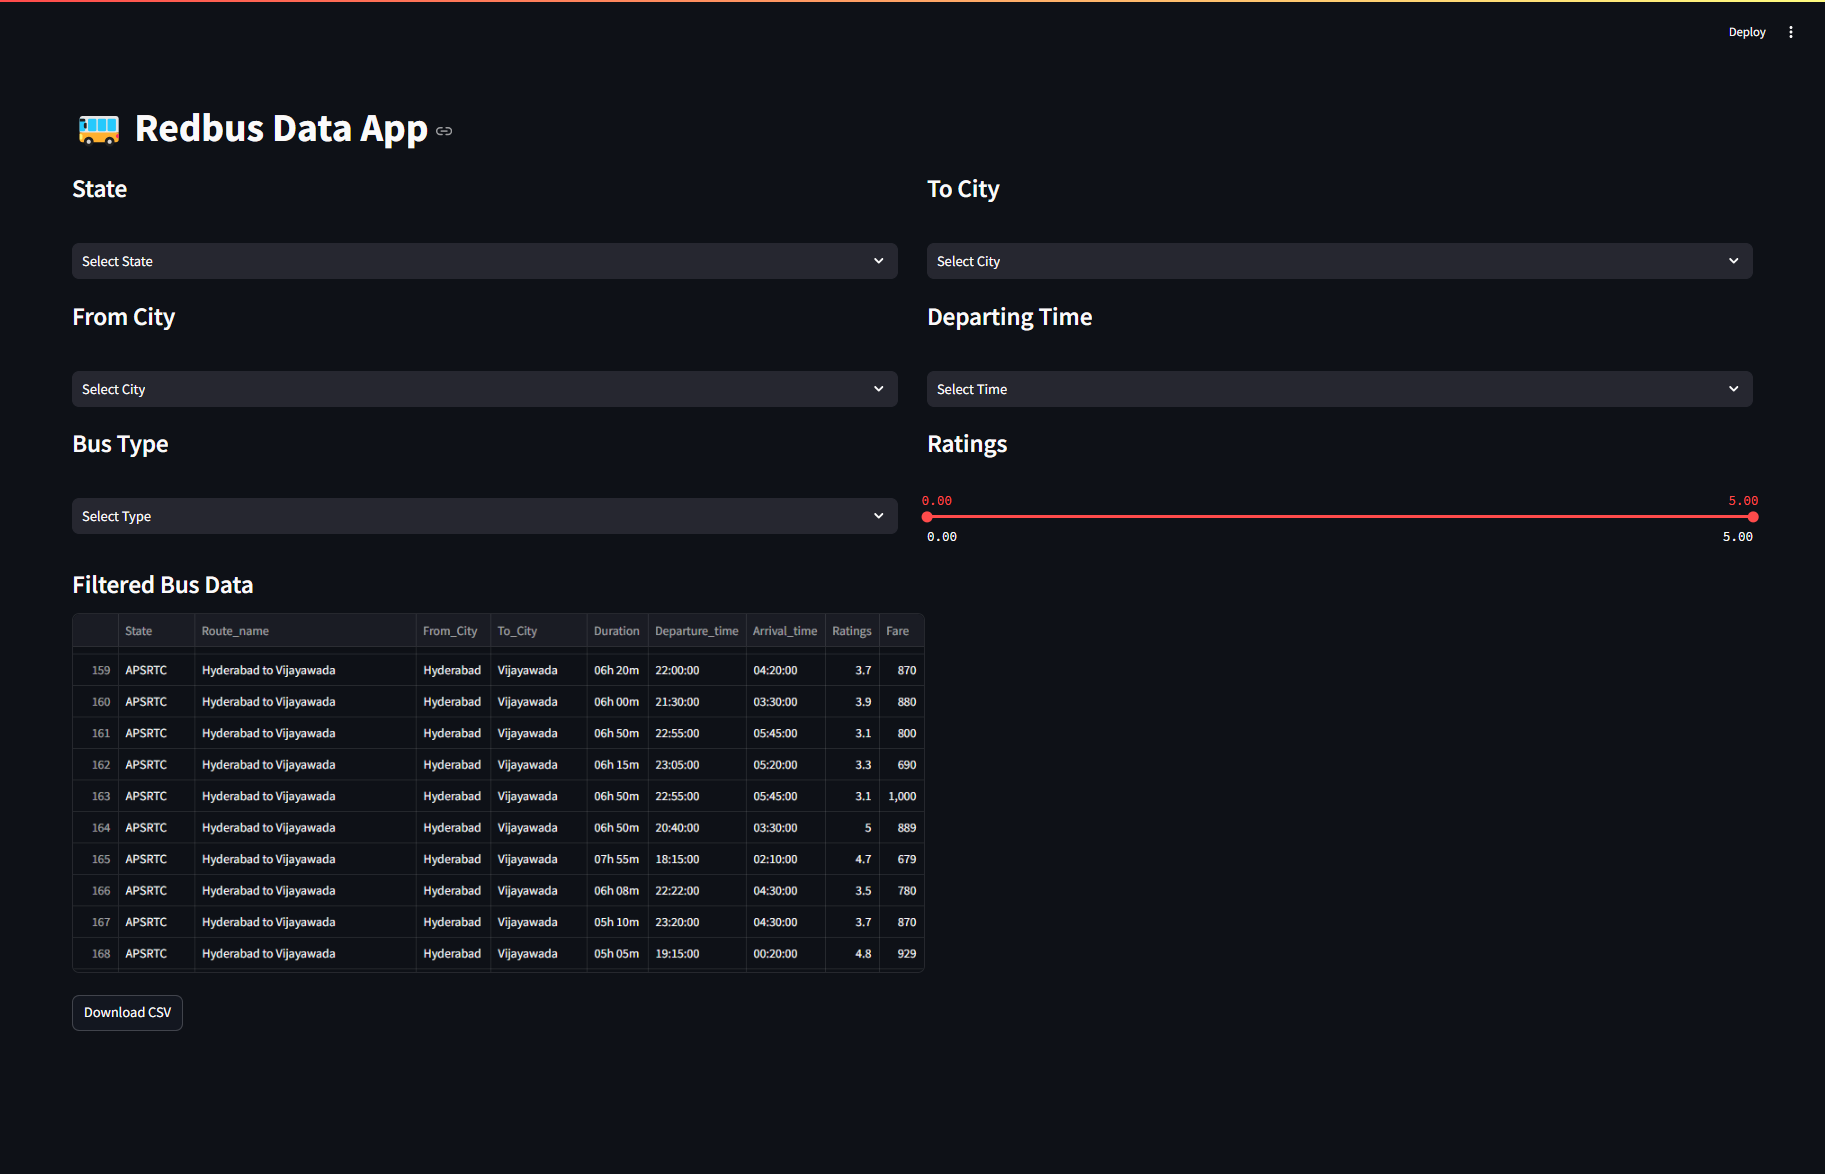 Deploy
Redbus Data App
State
To City
Select State
Select City
From City
Departing Time
Select City
Select Time
Bus Type
Ratings
Select Type
0.00 5.00
0.00 5.00
Filtered Bus Data
State Route_name From_City To_City Duration Departure_time Arrival_time Ratings Fare
159 APSRTC Hyderabad to Vijayawada Hyderabad Vijayawada 06h 20m 22:00:00 04:20:00 3.7 870
160 APSRTC Hyderabad to Vijayawada Hyderabad Vijayawada 06h 00m 21:30:00 03:30:00 3.9 880
161 APSRTC Hyderabad to Vijayawada Hyderabad Vijayawada 06h 50m 22:55:00 05:45:00 3.1 800
162 APSRTC Hyderabad to Vijayawada Hyderabad Vijayawada 06h 15m 23:05:00 05:20:00 3.3 690
163 APSRTC Hyderabad to Vijayawada Hyderabad Vijayawada 06h 50m 22:55:00 05:45:00 3.1 1,000
164 APSRTC Hyderabad to Vijayawada Hyderabad Vijayawada 06h 50m 20:40:00 03:30:00 5 889
165 APSRTC Hyderabad to Vijayawada Hyderabad Vijayawada 07h 55m 18:15:00 02:10:00 4.7 679
166 APSRTC Hyderabad to Vijayawada Hyderabad Vijayawada 06h 08m 22:22:00 04:30:00 3.5 780
167 APSRTC Hyderabad to Vijayawada Hyderabad Vijayawada 05h 10m 23:20:00 04:30:00 3.7 870
168 APSRTC Hyderabad to Vijayawada Hyderabad Vijayawada 05h 05m 19:15:00 00:20:00 4.8 929
Download CSV